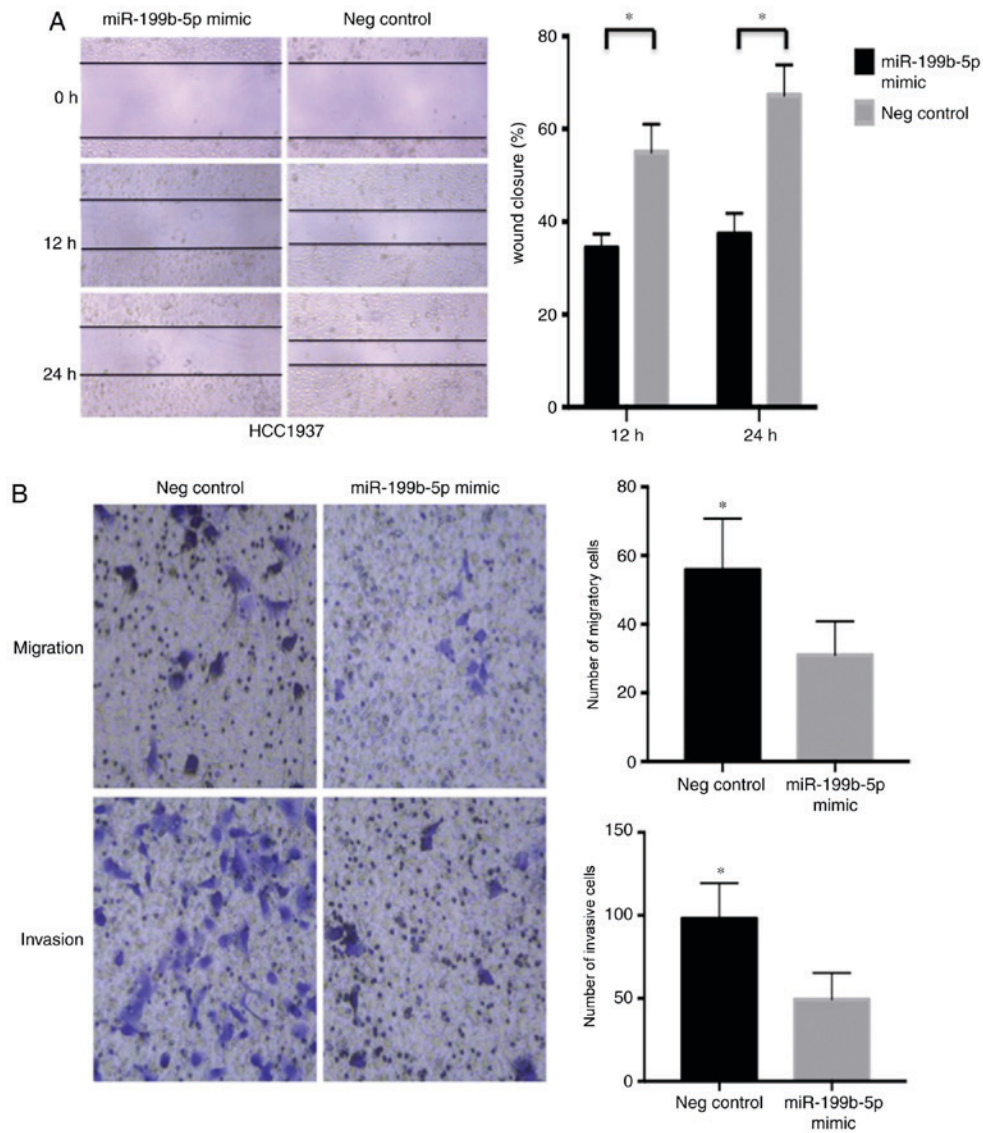 A
miR-199b-5p mimic
Neg control
0 h
12 h
24 h
HCC1937
wound closure (%)
80
60
40
20
0
*
*
12 h
24 h
miR-199b-5p
mimic
Neg control
B
Neg control
miR-199b-5p mimic
Migration
Invasion
Number of migratory cells
80
60
40
20
0
*
Neg control
miR-199b-5p
mimic
Number of invasive cells
150
100
50
0
*
Neg control
miR-199b-5p
mimic